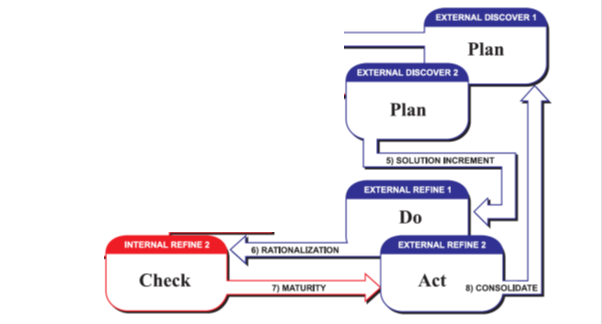 EXTERNAL DISCOVER 1
Plan
EXTERNAL DISCOVER 2
Plan
5) SOLUTION INCREMENT
EXTERNAL REFINE 1
Do
INTERNAL REFINE 2
6) RATIONALIZATION
EXTERNAL REFINE 2
Check
7) MATURITY
Act
8) CONSOLIDATE